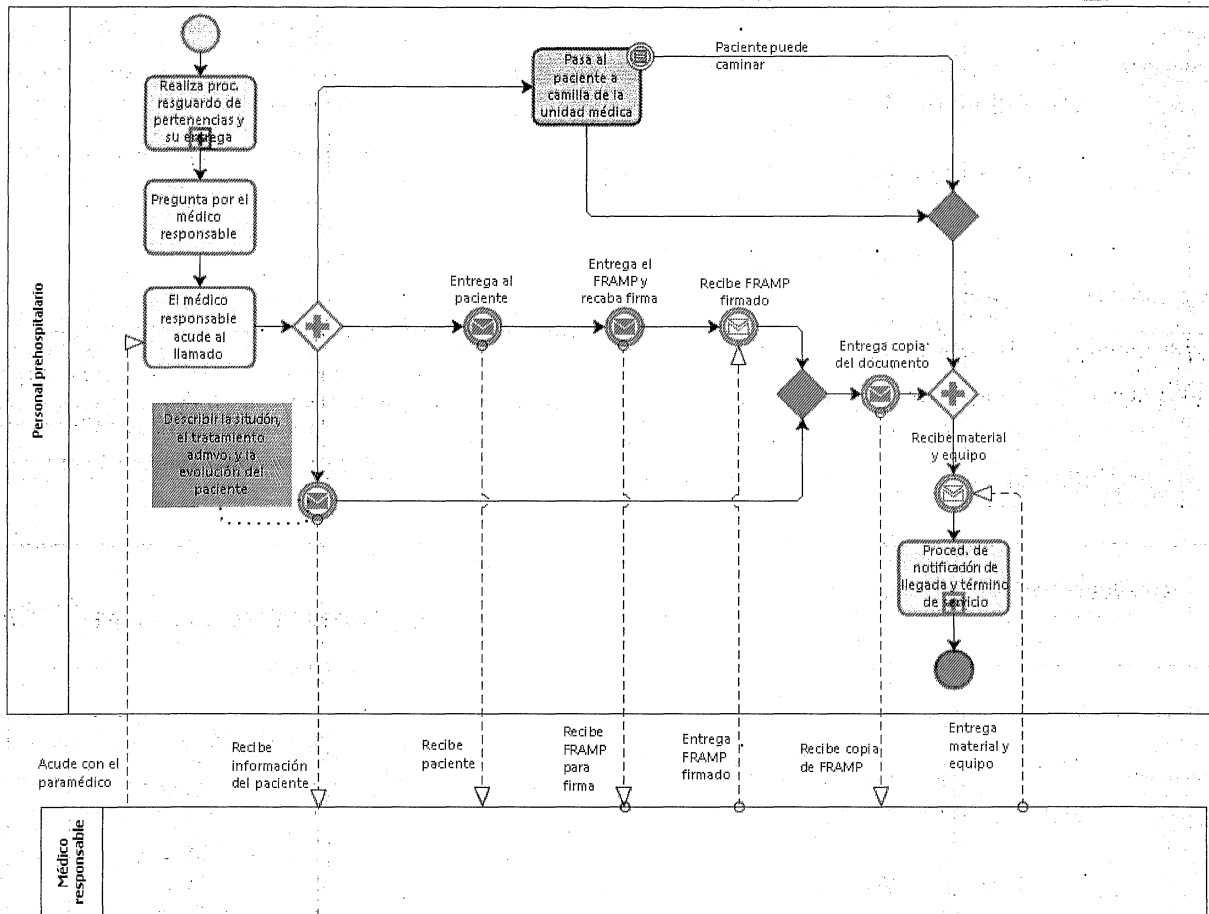 Personal prehospitalario
Realiza proc.
resguardo de
pertenencias y
su entrega
Pregunta por el
médico
responsable
El médico
responsable
acude al
llamado
Pasa al
paciente a
camilla de la
unidad médica
Paciente puede
caminar
Entrega al
paciente
Entrega el
FRAMP y
recaba firma
Recibe FRAMP
firmado
Entrega copia
del documento
Describir la situción,
el tratamiento
admvo, y la
evolución del
paciente
Recibe material
y equipo
Proced. de
notificación de
llegada y término
de servicio
Acude con el
paramédico
Recibe
información
del paciente
Recibe
paciente
Recibe
FRAMP
para
firma
Entrega
FRAMP
firmado
Recibe copia
de FRAMP
Entrega
material y
equipo
Médico
responsable